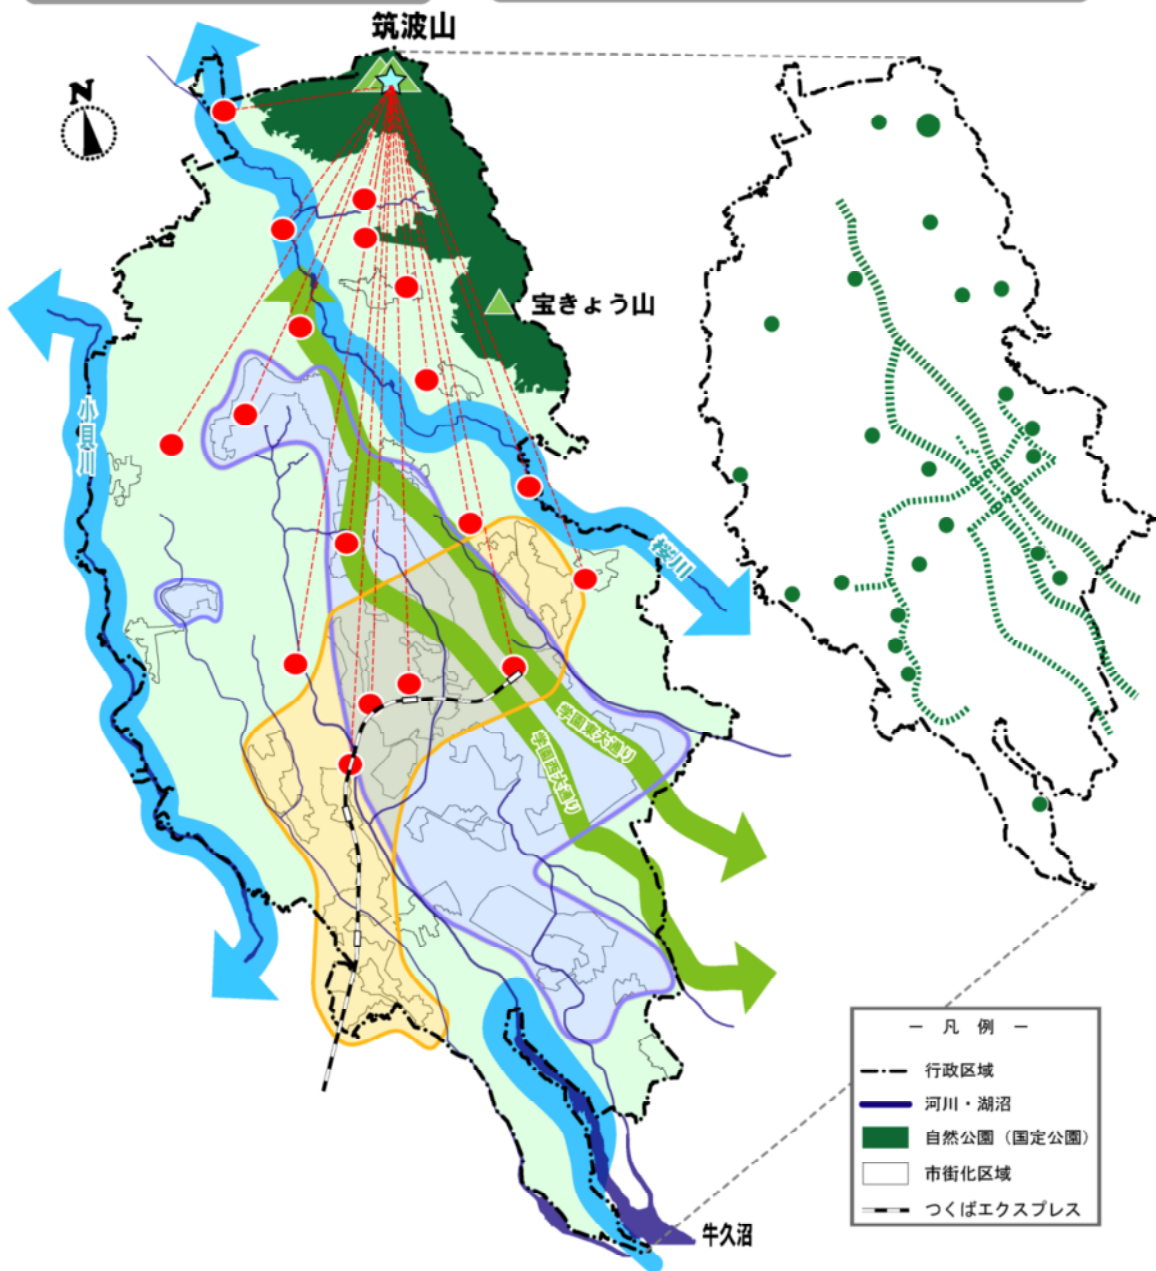 筑波山
N
宝きょう山
小貝川
桜川
学園東大通り
学園西大通り
牛久沼
― 凡 例 ―
行政区域
河川・湖沼
自然公園（国定公園）
市街化区域
つくばエクスプレス